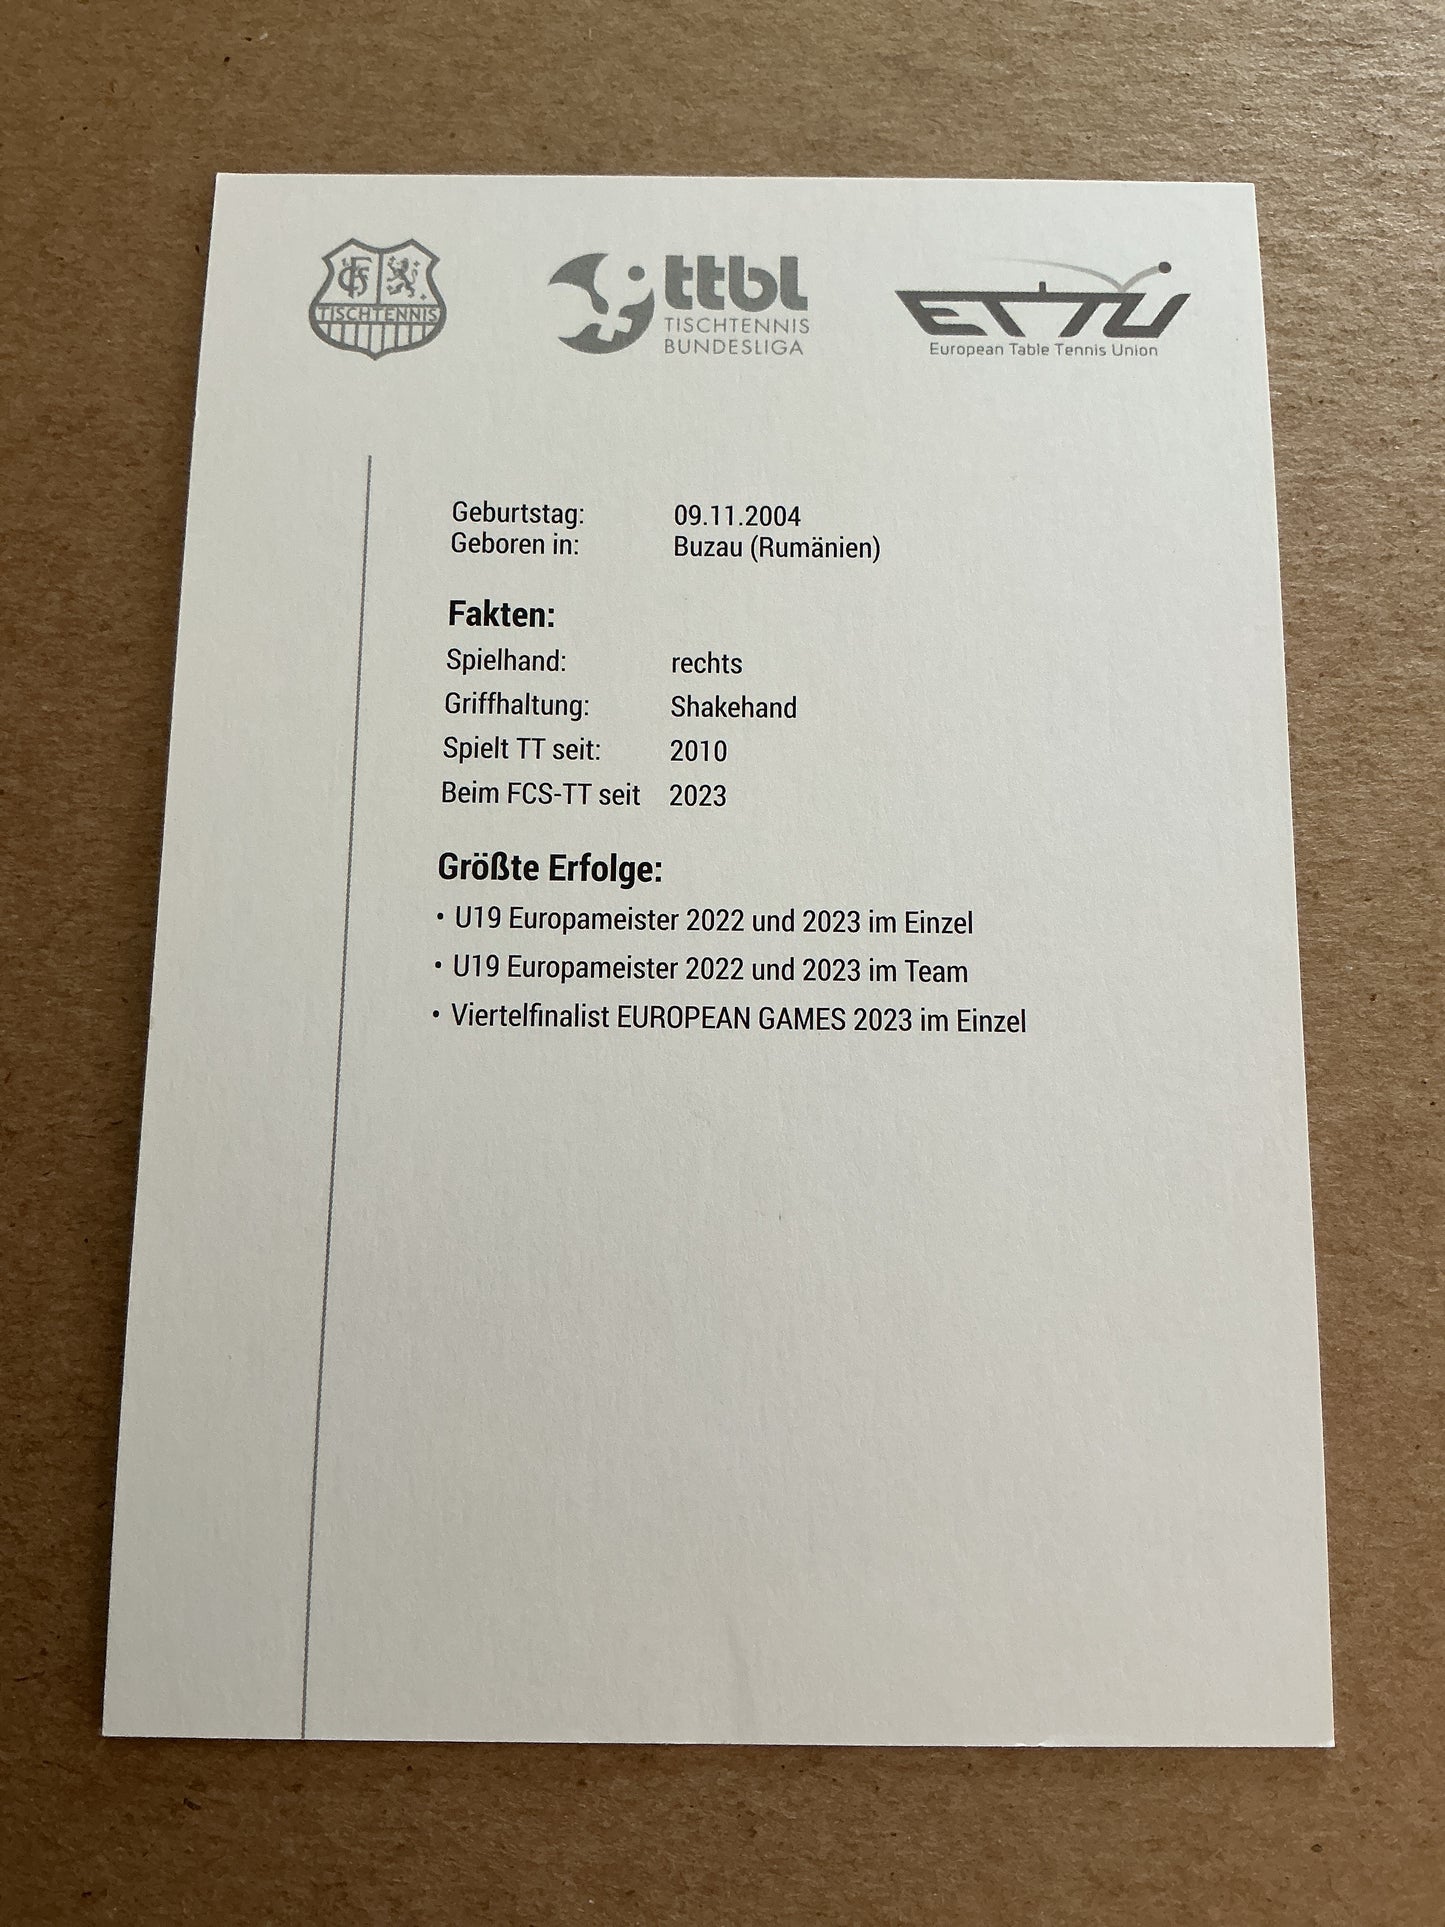 FCS
TISCHTENNIS
ttbl
TISCHTENNIS
BUNDESLIGA
ETTU
European Table Tennis Union
Geburtstag: 09.11.2004
Geboren in: Buzau (Rumänien)
Fakten:
Spielhand: rechts
Griffhaltung: Shakehand
Spielt TT seit: 2010
Beim FCS-TT seit 2023
Größte Erfolge:
• U19 Europameister 2022 und 2023 im Einzel
• U19 Europameister 2022 und 2023 im Team
• Viertelfinalist EUROPEAN GAMES 2023 im Einzel